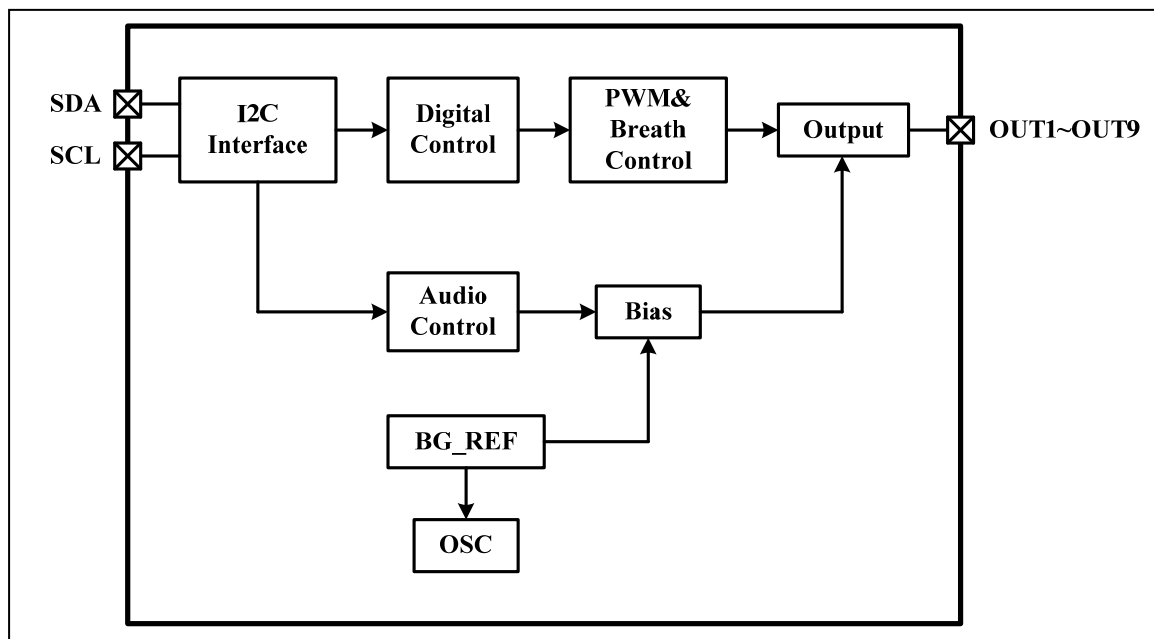 SDA
SCL
I2C
Interface
Digital
Control
PWM&
Breath
Control
Output
OUT1~OUT9
Audio
Control
Bias
BG_REF
OSC